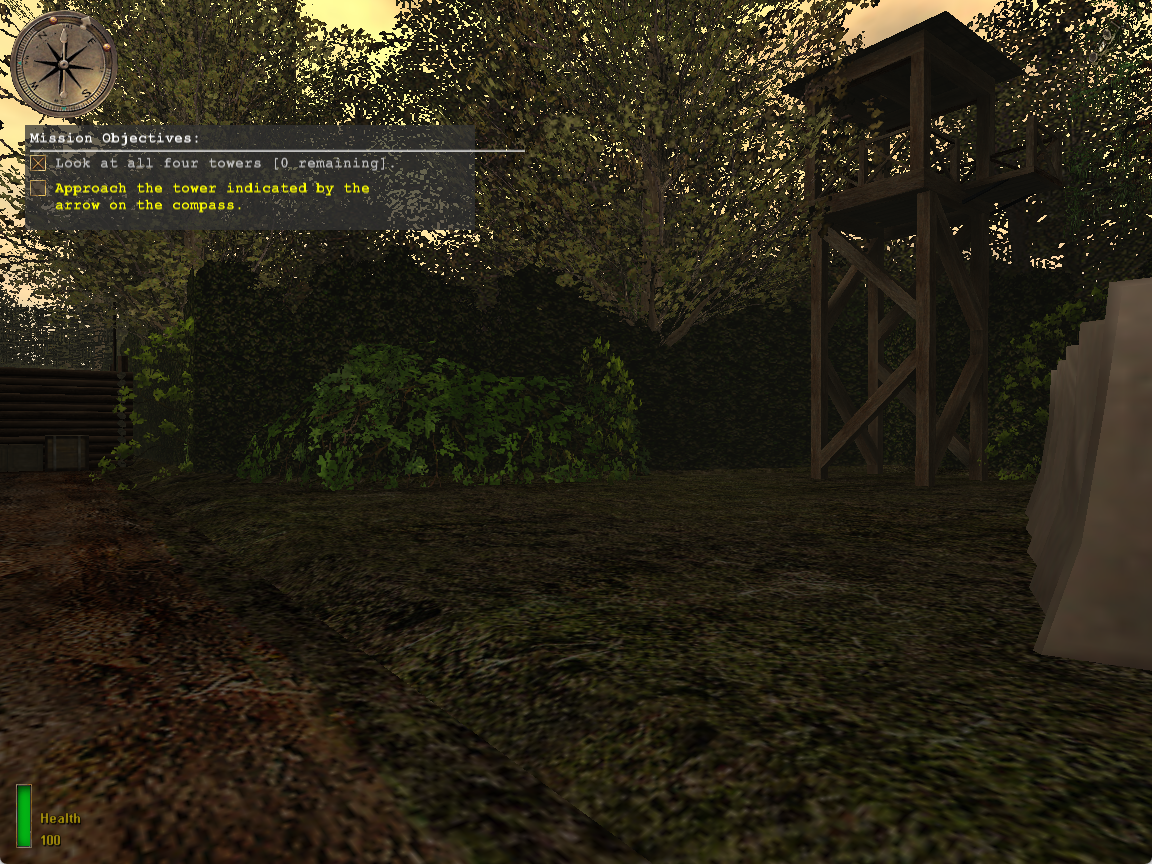 Mission Objectives:
Look at all four towers [0 remaining].
Approach the tower indicated by the
arrow on the compass.
Health
100